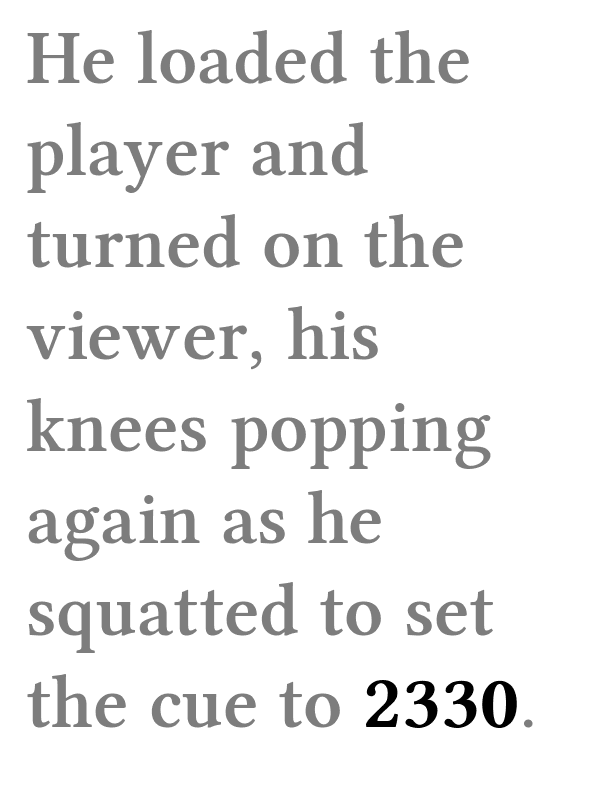 He loaded the
player and
turned on the
viewer, his
knees popping
again as he
squatted to set
the cue to 2330.